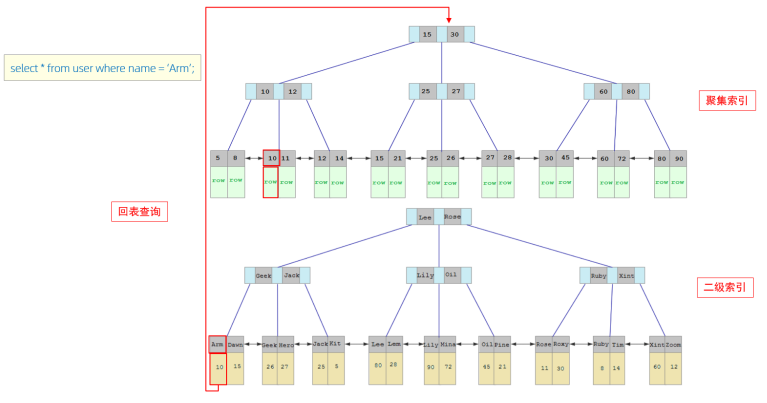 15 30
select * from user where name = 'Arm';
10 12
25 27
60 80
聚集索引
5 8 10 11 12 14 15 21 25 26 27 28 30 45 60 72 80 90
row row row row row row row row row row row row row row row row row row
回表查询
Lee Rose
Geek Jack
Lily Oil
Ruby Xint
二级索引
Arm Dawn Geek Hero Jack Kit Lee Lem Lily Mina Oil Pine Rose Roxy Ruby Tim Xint Zoom
10 15 26 27 25 5 80 28 90 72 45 21 11 30 8 14 60 12